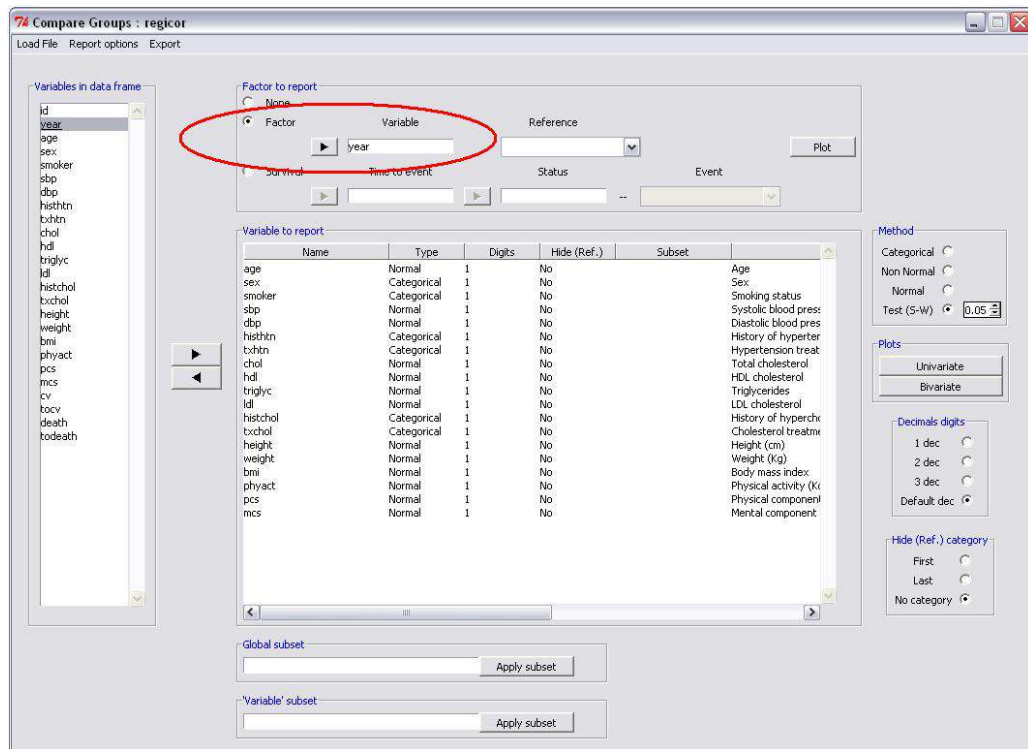 Compare Groups : regicor
Load File Report options Export
Variables in data frame
id
year
age
sex
smoker
sbp
dbp
histhtn
txhtn
chol
hdl
triglyc
ldl
histchol
txchol
height
weight
bmi
phyact
pcs
mcs
cv
tocv
death
todeath
Factor to report
None
Factor Variable Reference
year Plot
Survival Time to event Status Event
--
Variable to report
Name Type Digits Hide (Ref.) Subset
age Normal 1 No Age
sex Categorical 1 No Sex
smoker Categorical 1 No Smoking status
sbp Normal 1 No Systolic blood press
dbp Normal 1 No Diastolic blood pres
histhtn Categorical 1 No History of hyperter
txhtn Categorical 1 No Hypertension treat
chol Normal 1 No Total cholesterol
hdl Normal 1 No HDL cholesterol
triglyc Normal 1 No Triglycerides
ldl Normal 1 No LDL cholesterol
histchol Categorical 1 No History of hyperch
txchol Categorical 1 No Cholesterol treatme
height Normal 1 No Height (cm)
weight Normal 1 No Weight (Kg)
bmi Normal 1 No Body mass index
phyact Normal 1 No Physical activity (Kc
pcs Normal 1 No Physical component
mcs Normal 1 No Mental component
Method
Categorical
Non Normal
Normal
Test (S-W) 0.05
Plots
Univariate
Bivariate
Decimals digits
1 dec
2 dec
3 dec
Default dec
Hide (Ref.) category
First
Last
No category
Global subset
Apply subset
'Variable' subset
Apply subset